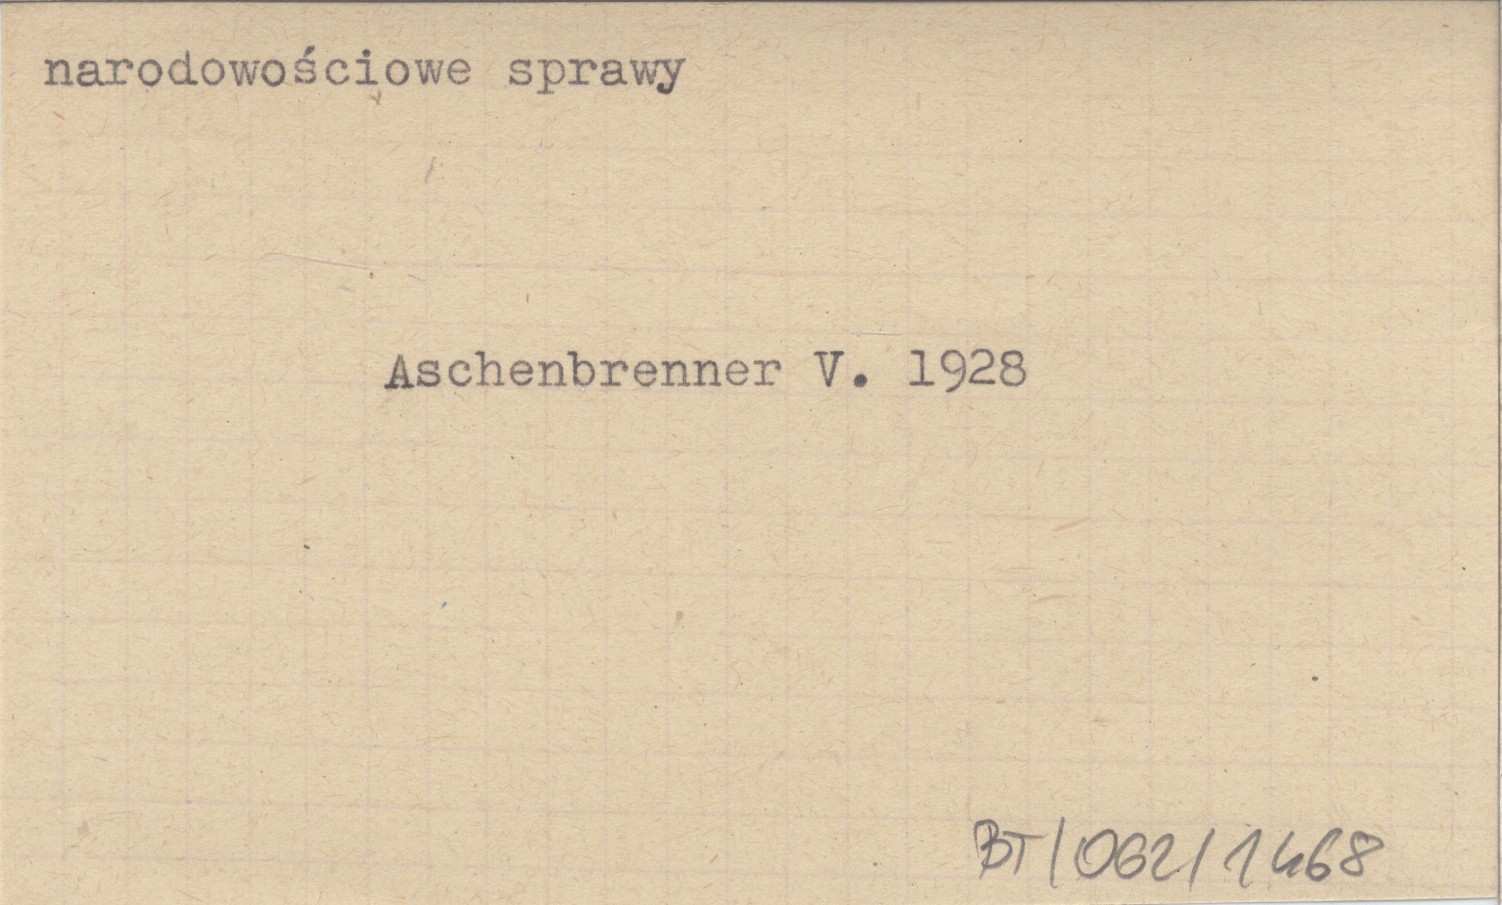 narodowościowe sprawy
Aschenbrenner V. 1928
BT/062/1468